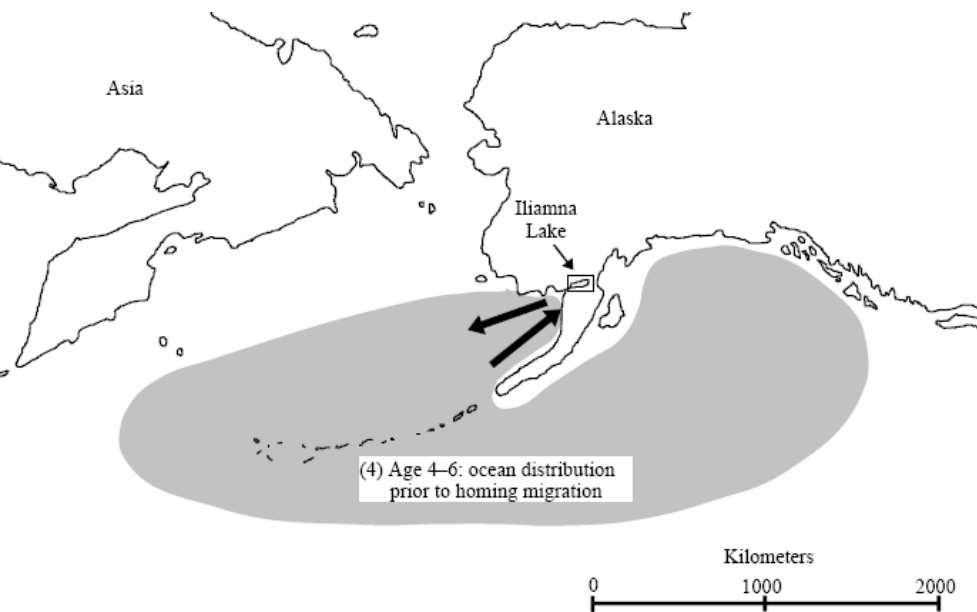 Asia
Alaska
Iliamna
Lake
(4) Age 4–6: ocean distribution
prior to homing migration
Kilometers
0 1000 2000